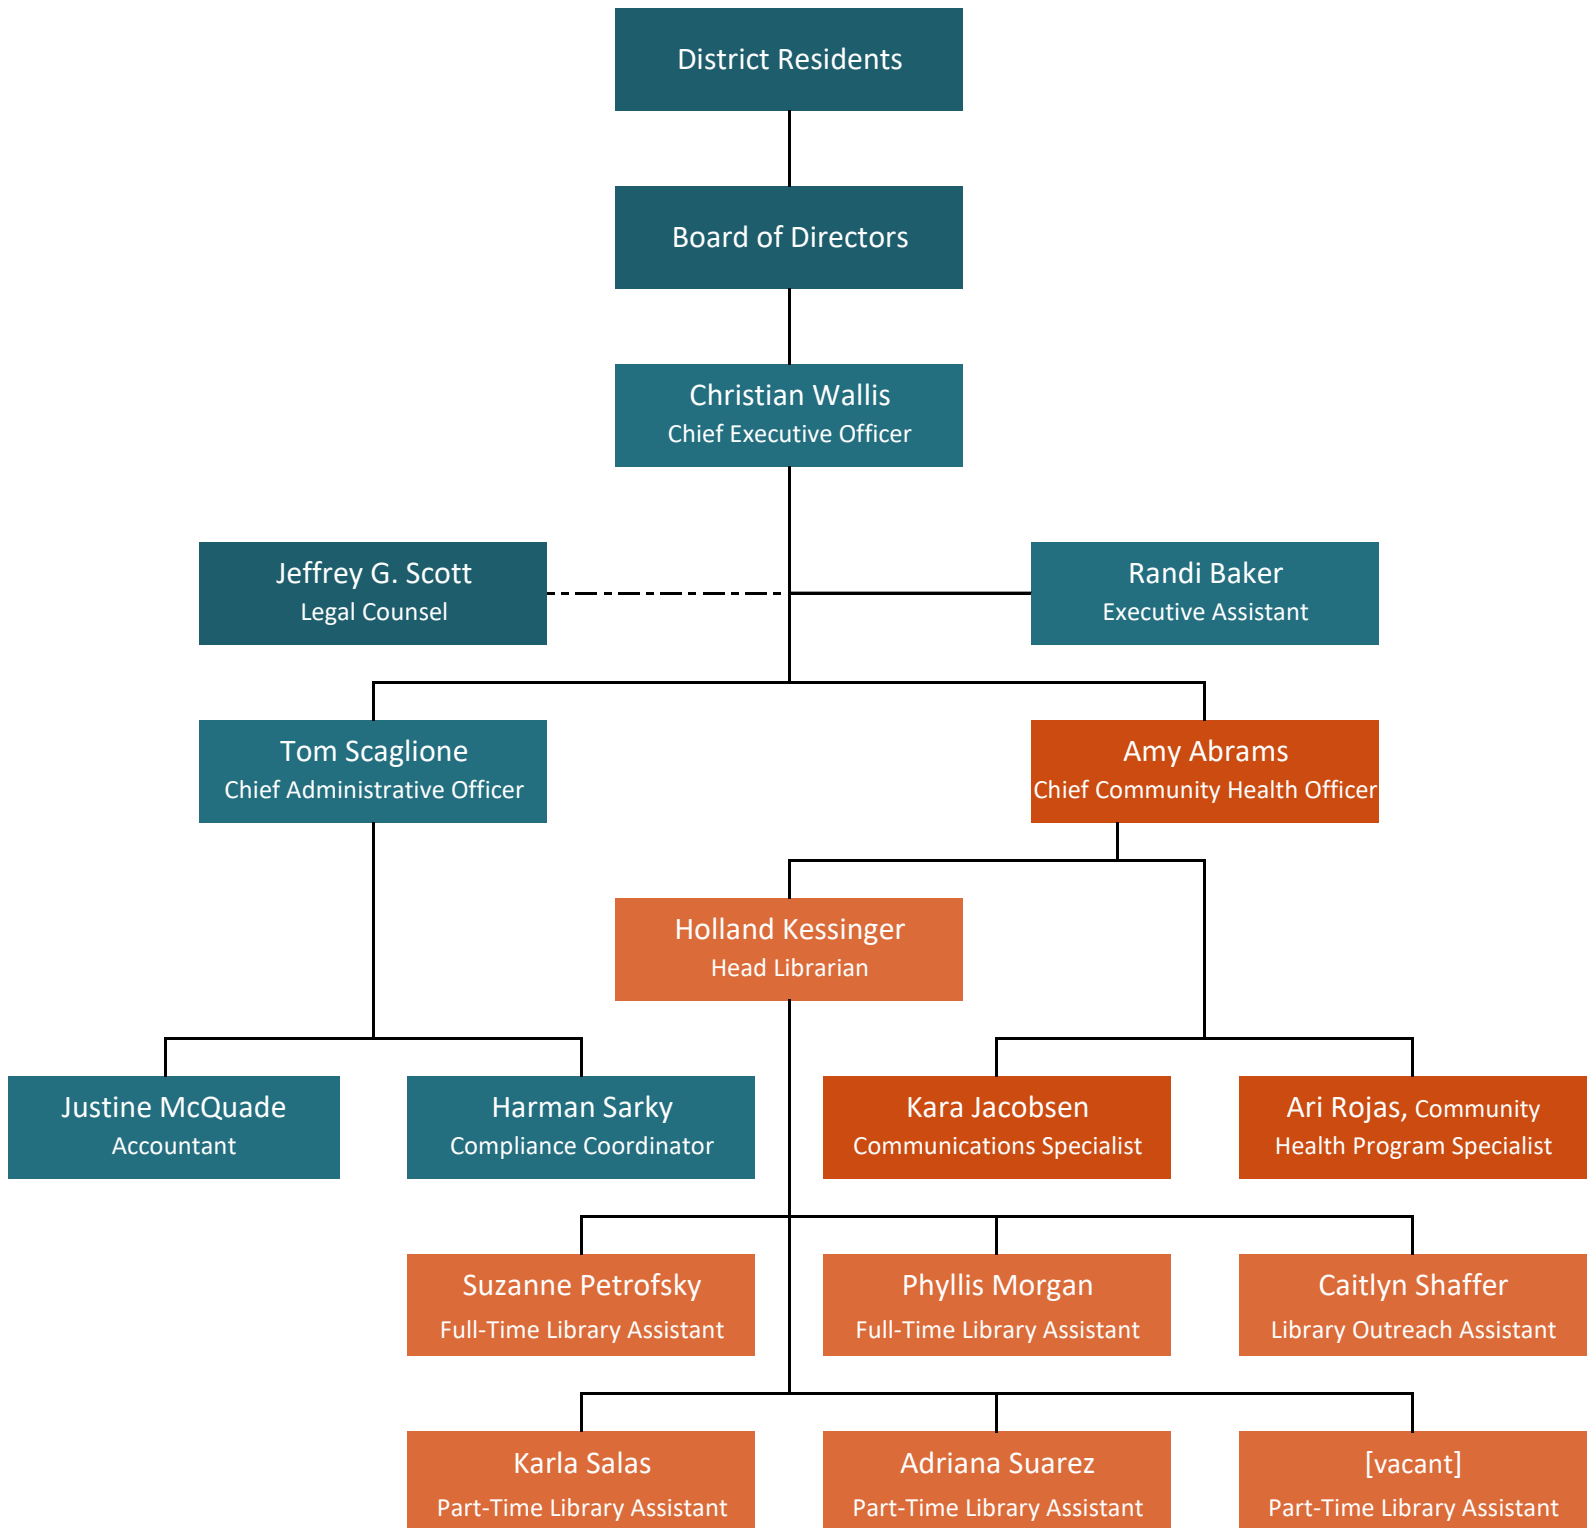 District Residents
Board of Directors
Christian Wallis
Chief Executive Officer
Jeffrey G. Scott
Legal Counsel
Randi Baker
Executive Assistant
Tom Scaglione
Chief Administrative Officer
Amy Abrams
Chief Community Health Officer
Holland Kessinger
Head Librarian
Justine McQuade
Accountant
Harman Sarky
Compliance Coordinator
Kara Jacobsen
Communications Specialist
Ari Rojas, Community
Health Program Specialist
Suzanne Petrofsky
Full-Time Library Assistant
Phyllis Morgan
Full-Time Library Assistant
Caitlyn Shaffer
Library Outreach Assistant
Karla Salas
Part-Time Library Assistant
Adriana Suarez
Part-Time Library Assistant
[vacant]
Part-Time Library Assistant